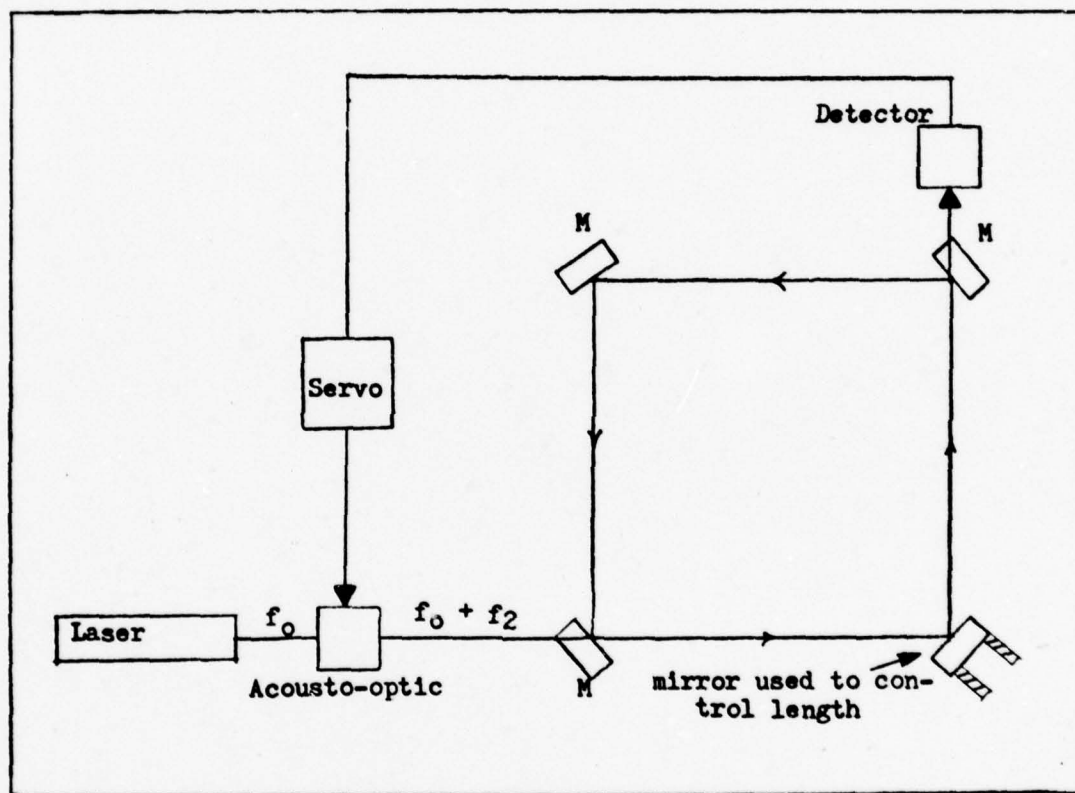 Detector
M
M
Servo
f₀
f₀ + f₂
Laser
Acousto-optic
M
mirror used to con-
trol length